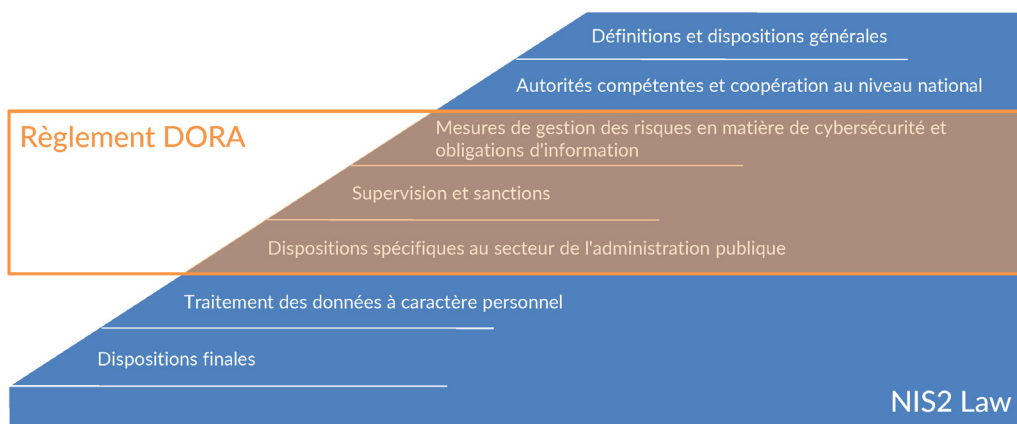 Définitions et dispositions générales
Autorités compétentes et coopération au niveau national
Règlement DORA
Mesures de gestion des risques en matière de cybersécurité et
obligations d'information
Supervision et sanctions
Dispositions spécifiques au secteur de l'administration publique
Traitement des données à caractère personnel
Dispositions finales
NIS2 Law